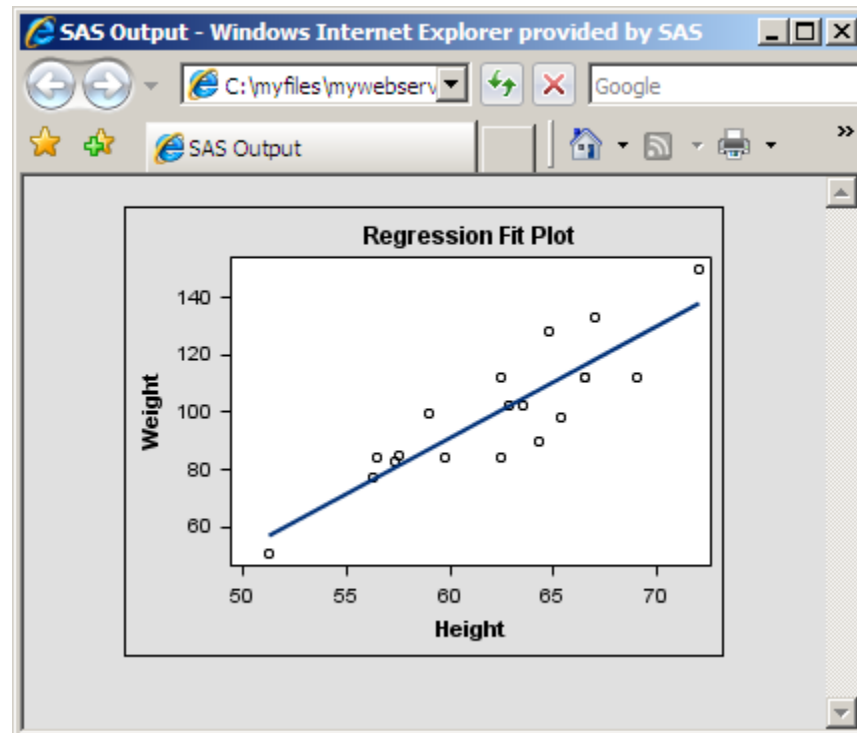 SAS Output - Windows Internet Explorer provided by SAS
C:\myfiles\mywebserv
Google
SAS Output
»
Regression Fit Plot
140
120
100
80
60
Weight
50 55 60 65 70
Height